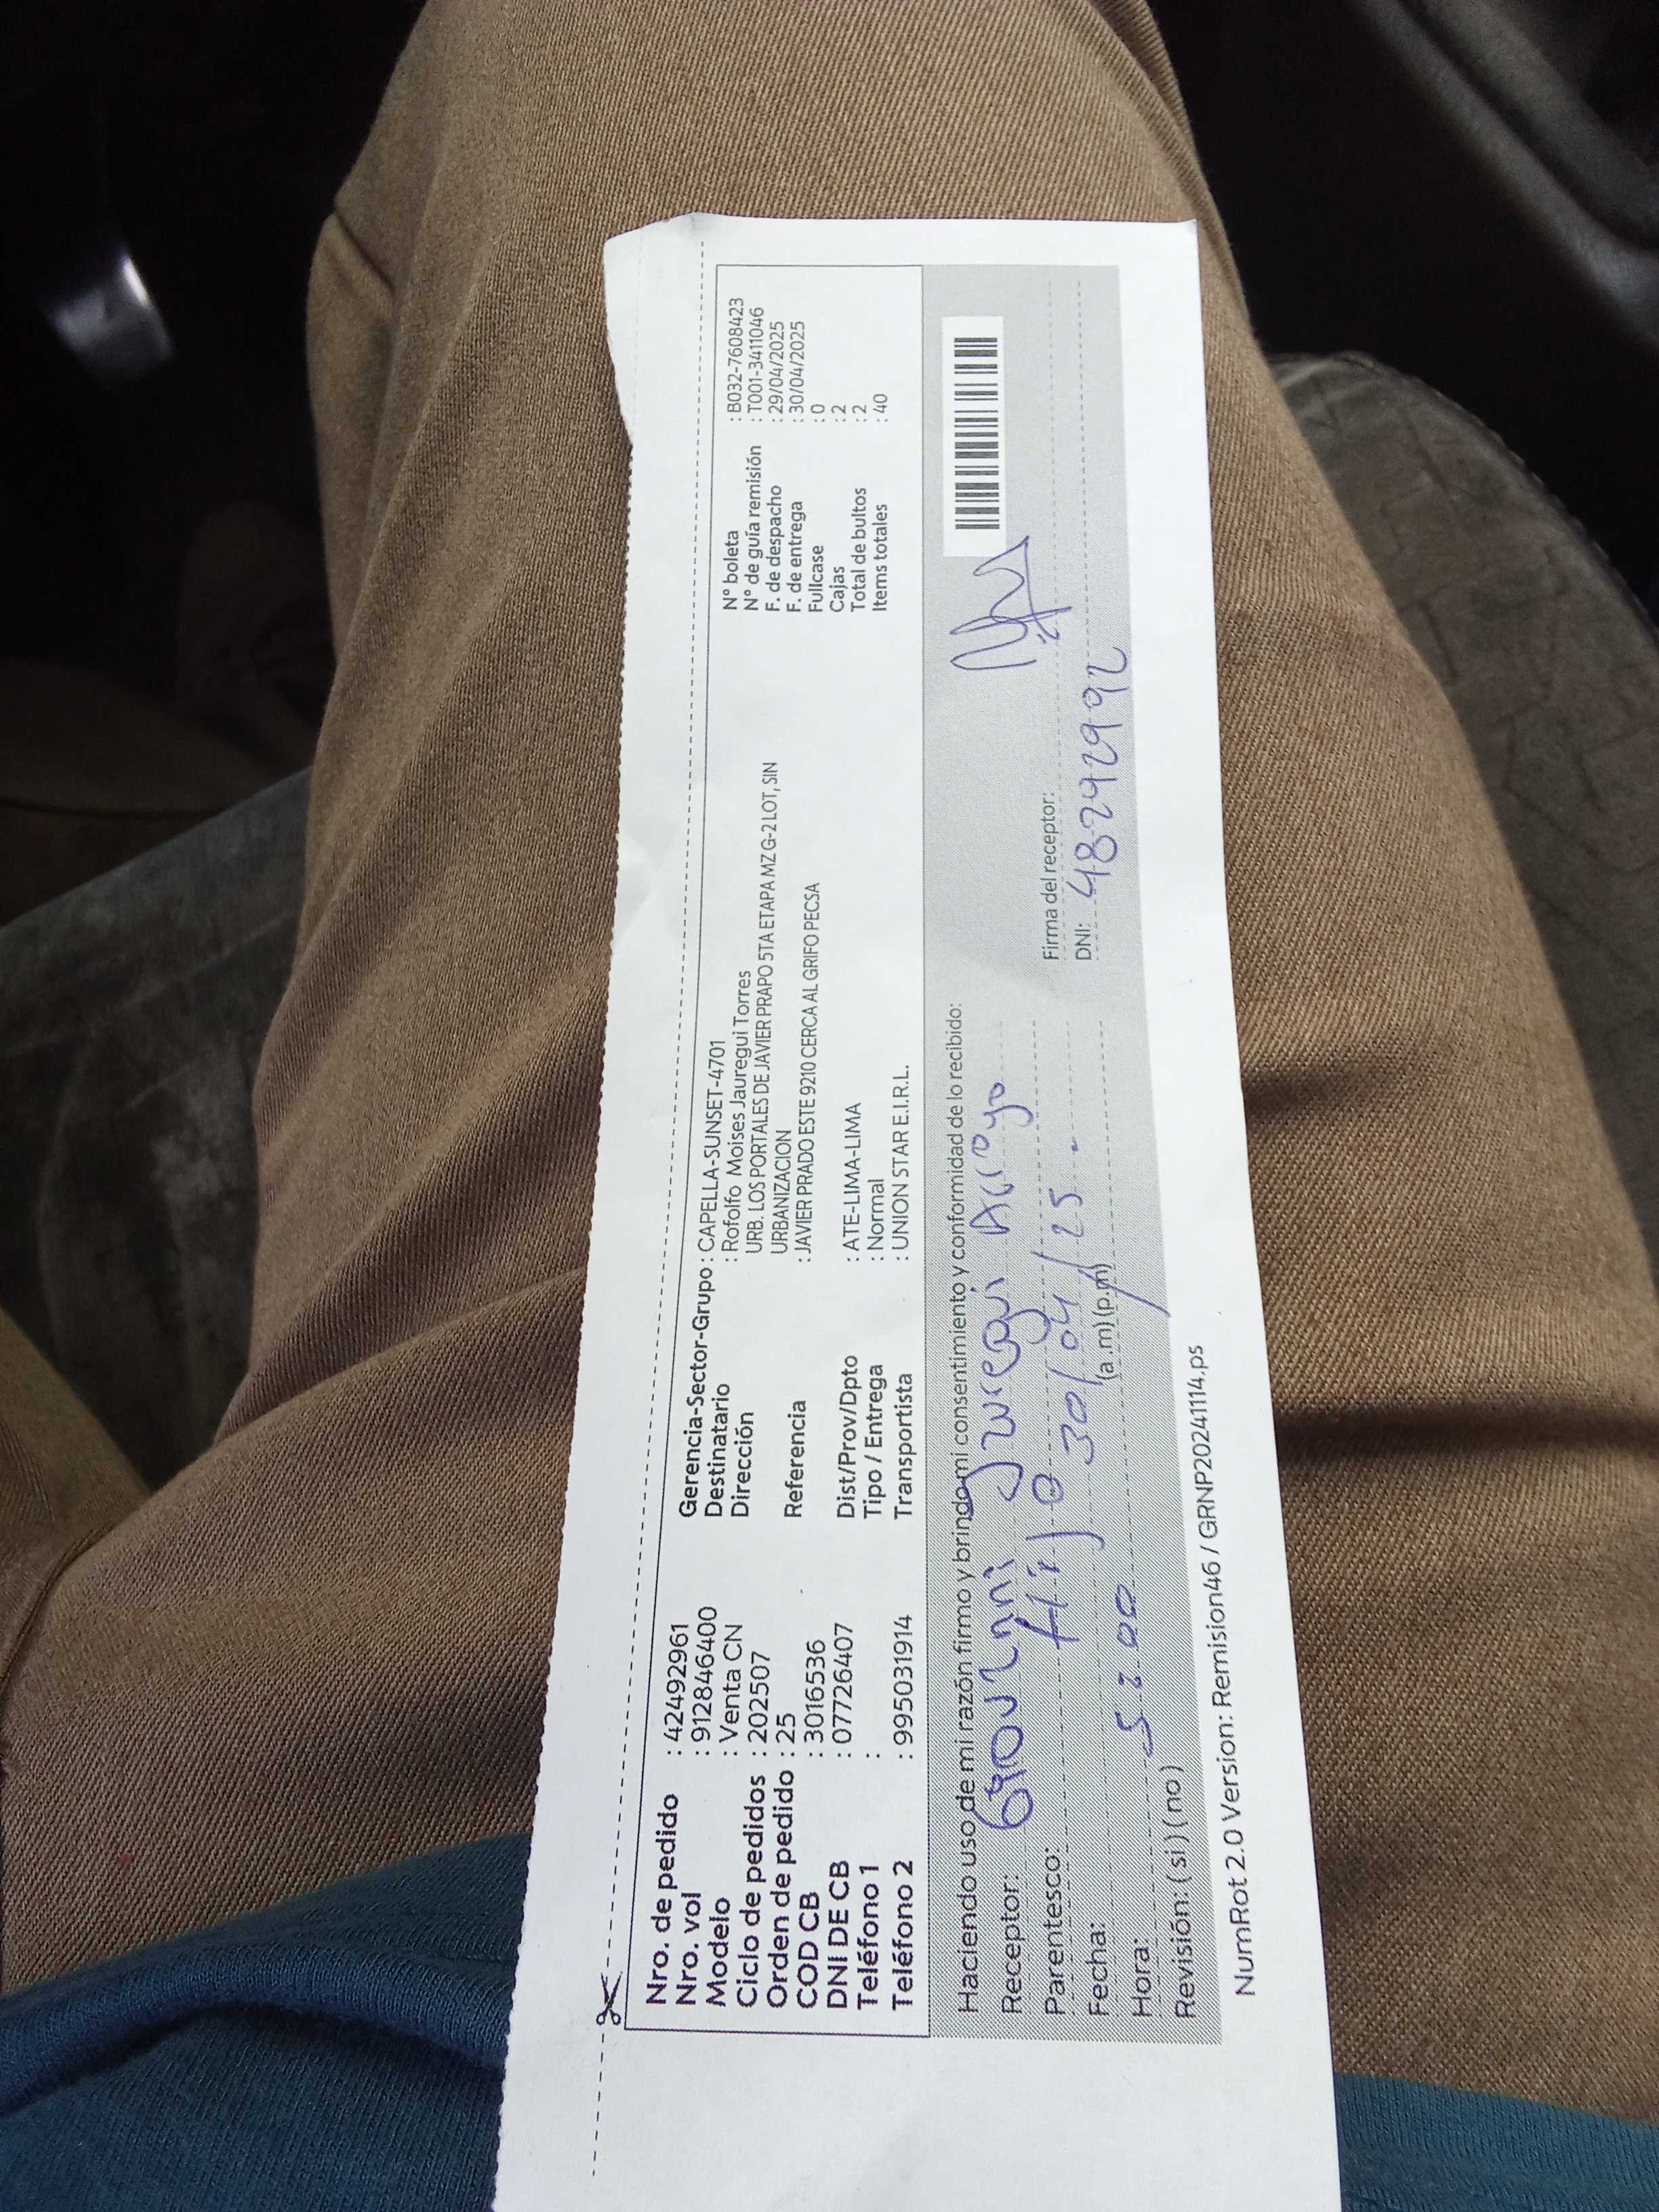 Nro. de pedido : 42492961
Nro. vol : 912846400
Modelo : Venta CN
Ciclo de pedidos : 202507
Orden de pedido : 25
COD CB : 3016536
DNI DE CB : 07726407
Teléfono 1 :
Teléfono 2 : 995031914
Gerencia-Sector-Grupo : CAPELLA-SUNSET-4701
Destinatario : Rofolfo Moises Jauregui Torres
Dirección URB. LOS PORTALES DE JAVIER PRAPO 5TA ETAPA MZ G-2 LOT, SIN
URBANIZACION
Referencia : JAVIER PRADO ESTE 9210 CERCA AL GRIFO PECSA
Dist/Prov/Dpto : ATE-LIMA-LIMA
Tipo / Entrega : Normal
Transportista : UNION STAR E.I.R.L.
N° boleta : B032-7608423
N° de guía remisión : T001-3411046
F. de despacho : 29/04/2025
F. de entrega : 30/04/2025
Fullcase : 0
Cajas : 2
Total de bultos : 2
Items totales : 40
Haciendo uso de mi razón firmo y brindo mi consentimiento y conformidad de lo recibido:
Receptor: Giovanni Jauregui Arroyo
Parentesco: Hijo
Fecha: 30/04/25.
Hora: 5:00 (a.m) (p.m)
Revisión: (si) (no)
Firma del receptor:
DNI: 48242992
NumRot 2.0 Version: Remision46 / GRNP20241114.ps